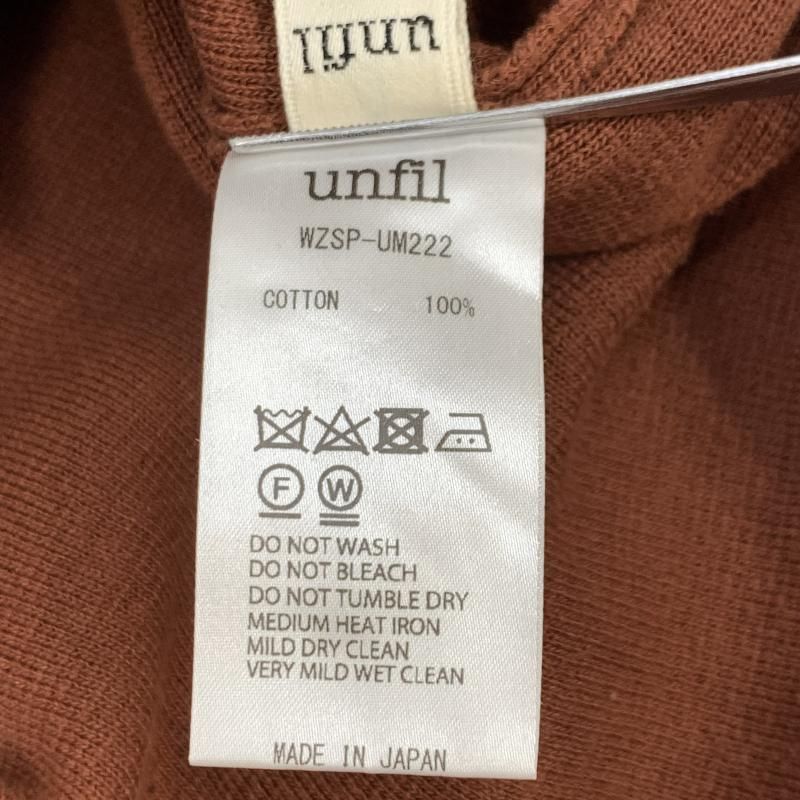 unfil
unfil
WZSP-UM222
COTTON 100%
F W
DO NOT WASH
DO NOT BLEACH
DO NOT TUMBLE DRY
MEDIUM HEAT IRON
MILD DRY CLEAN
VERY MILD WET CLEAN
MADE IN JAPAN